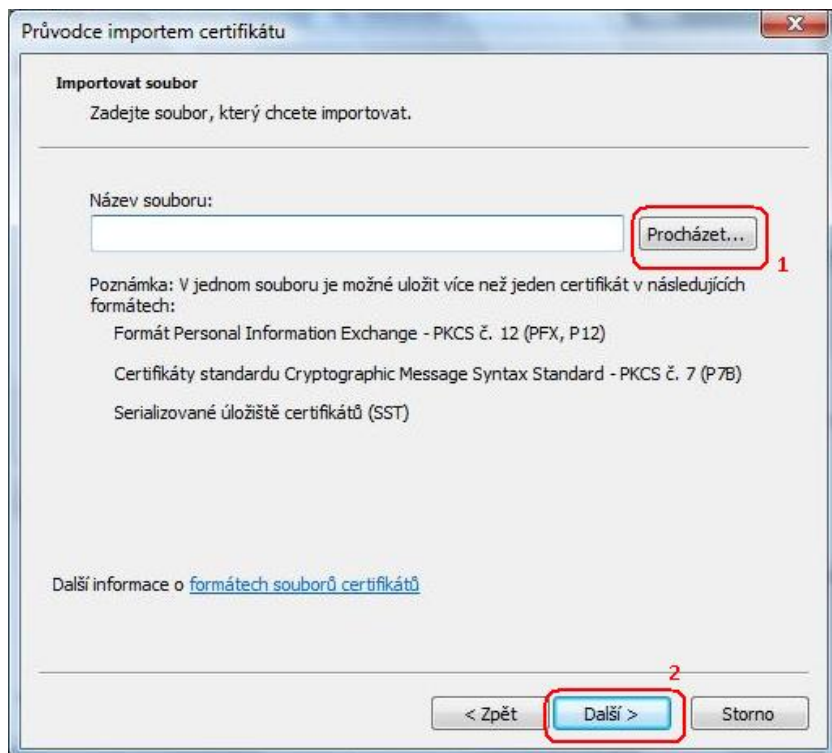 Průvodce importem certifikátu
Importovat soubor
Zadejte soubor, který chcete importovat.
Název souboru:
Procházet...
1
Poznámka: V jednom souboru je možné uložit více než jeden certifikát v následujících
formátech:
Formát Personal Information Exchange - PKCS č. 12 (PFX, P12)
Certifikáty standardu Cryptographic Message Syntax Standard - PKCS č. 7 (P7B)
Serializované úložiště certifikátů (SST)
Další informace o formátech souborů certifikátů
2
< Zpět
Další >
Storno